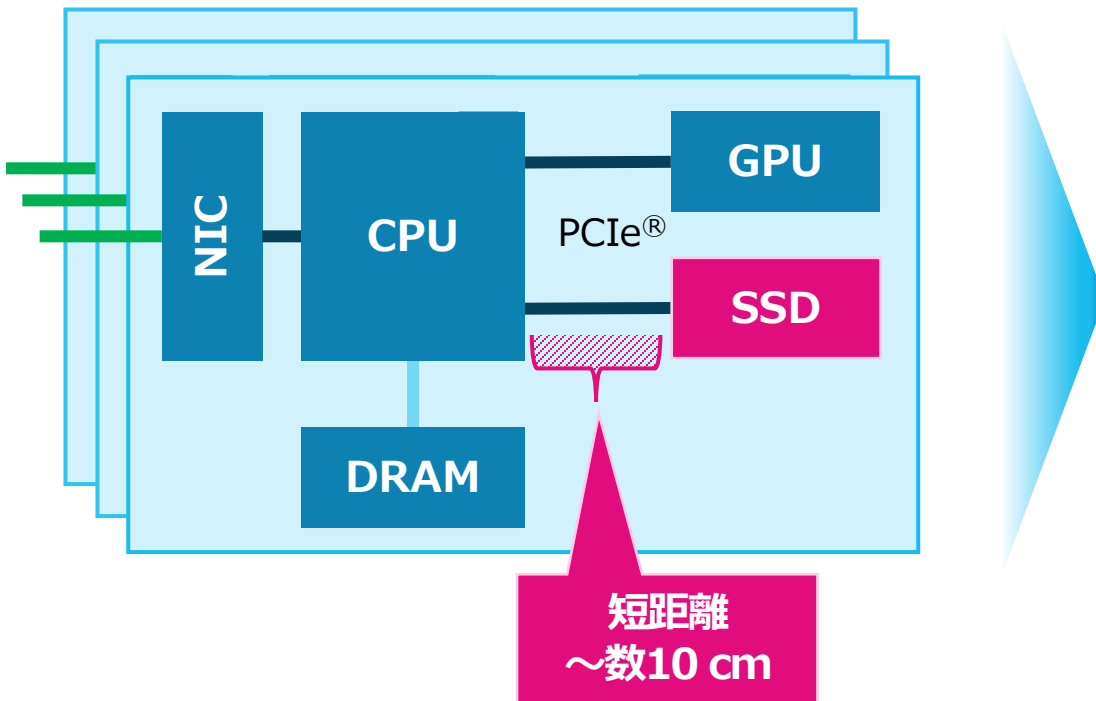 NIC
CPU
GPU
PCIe®
SSD
DRAM
短距離
～数10 cm